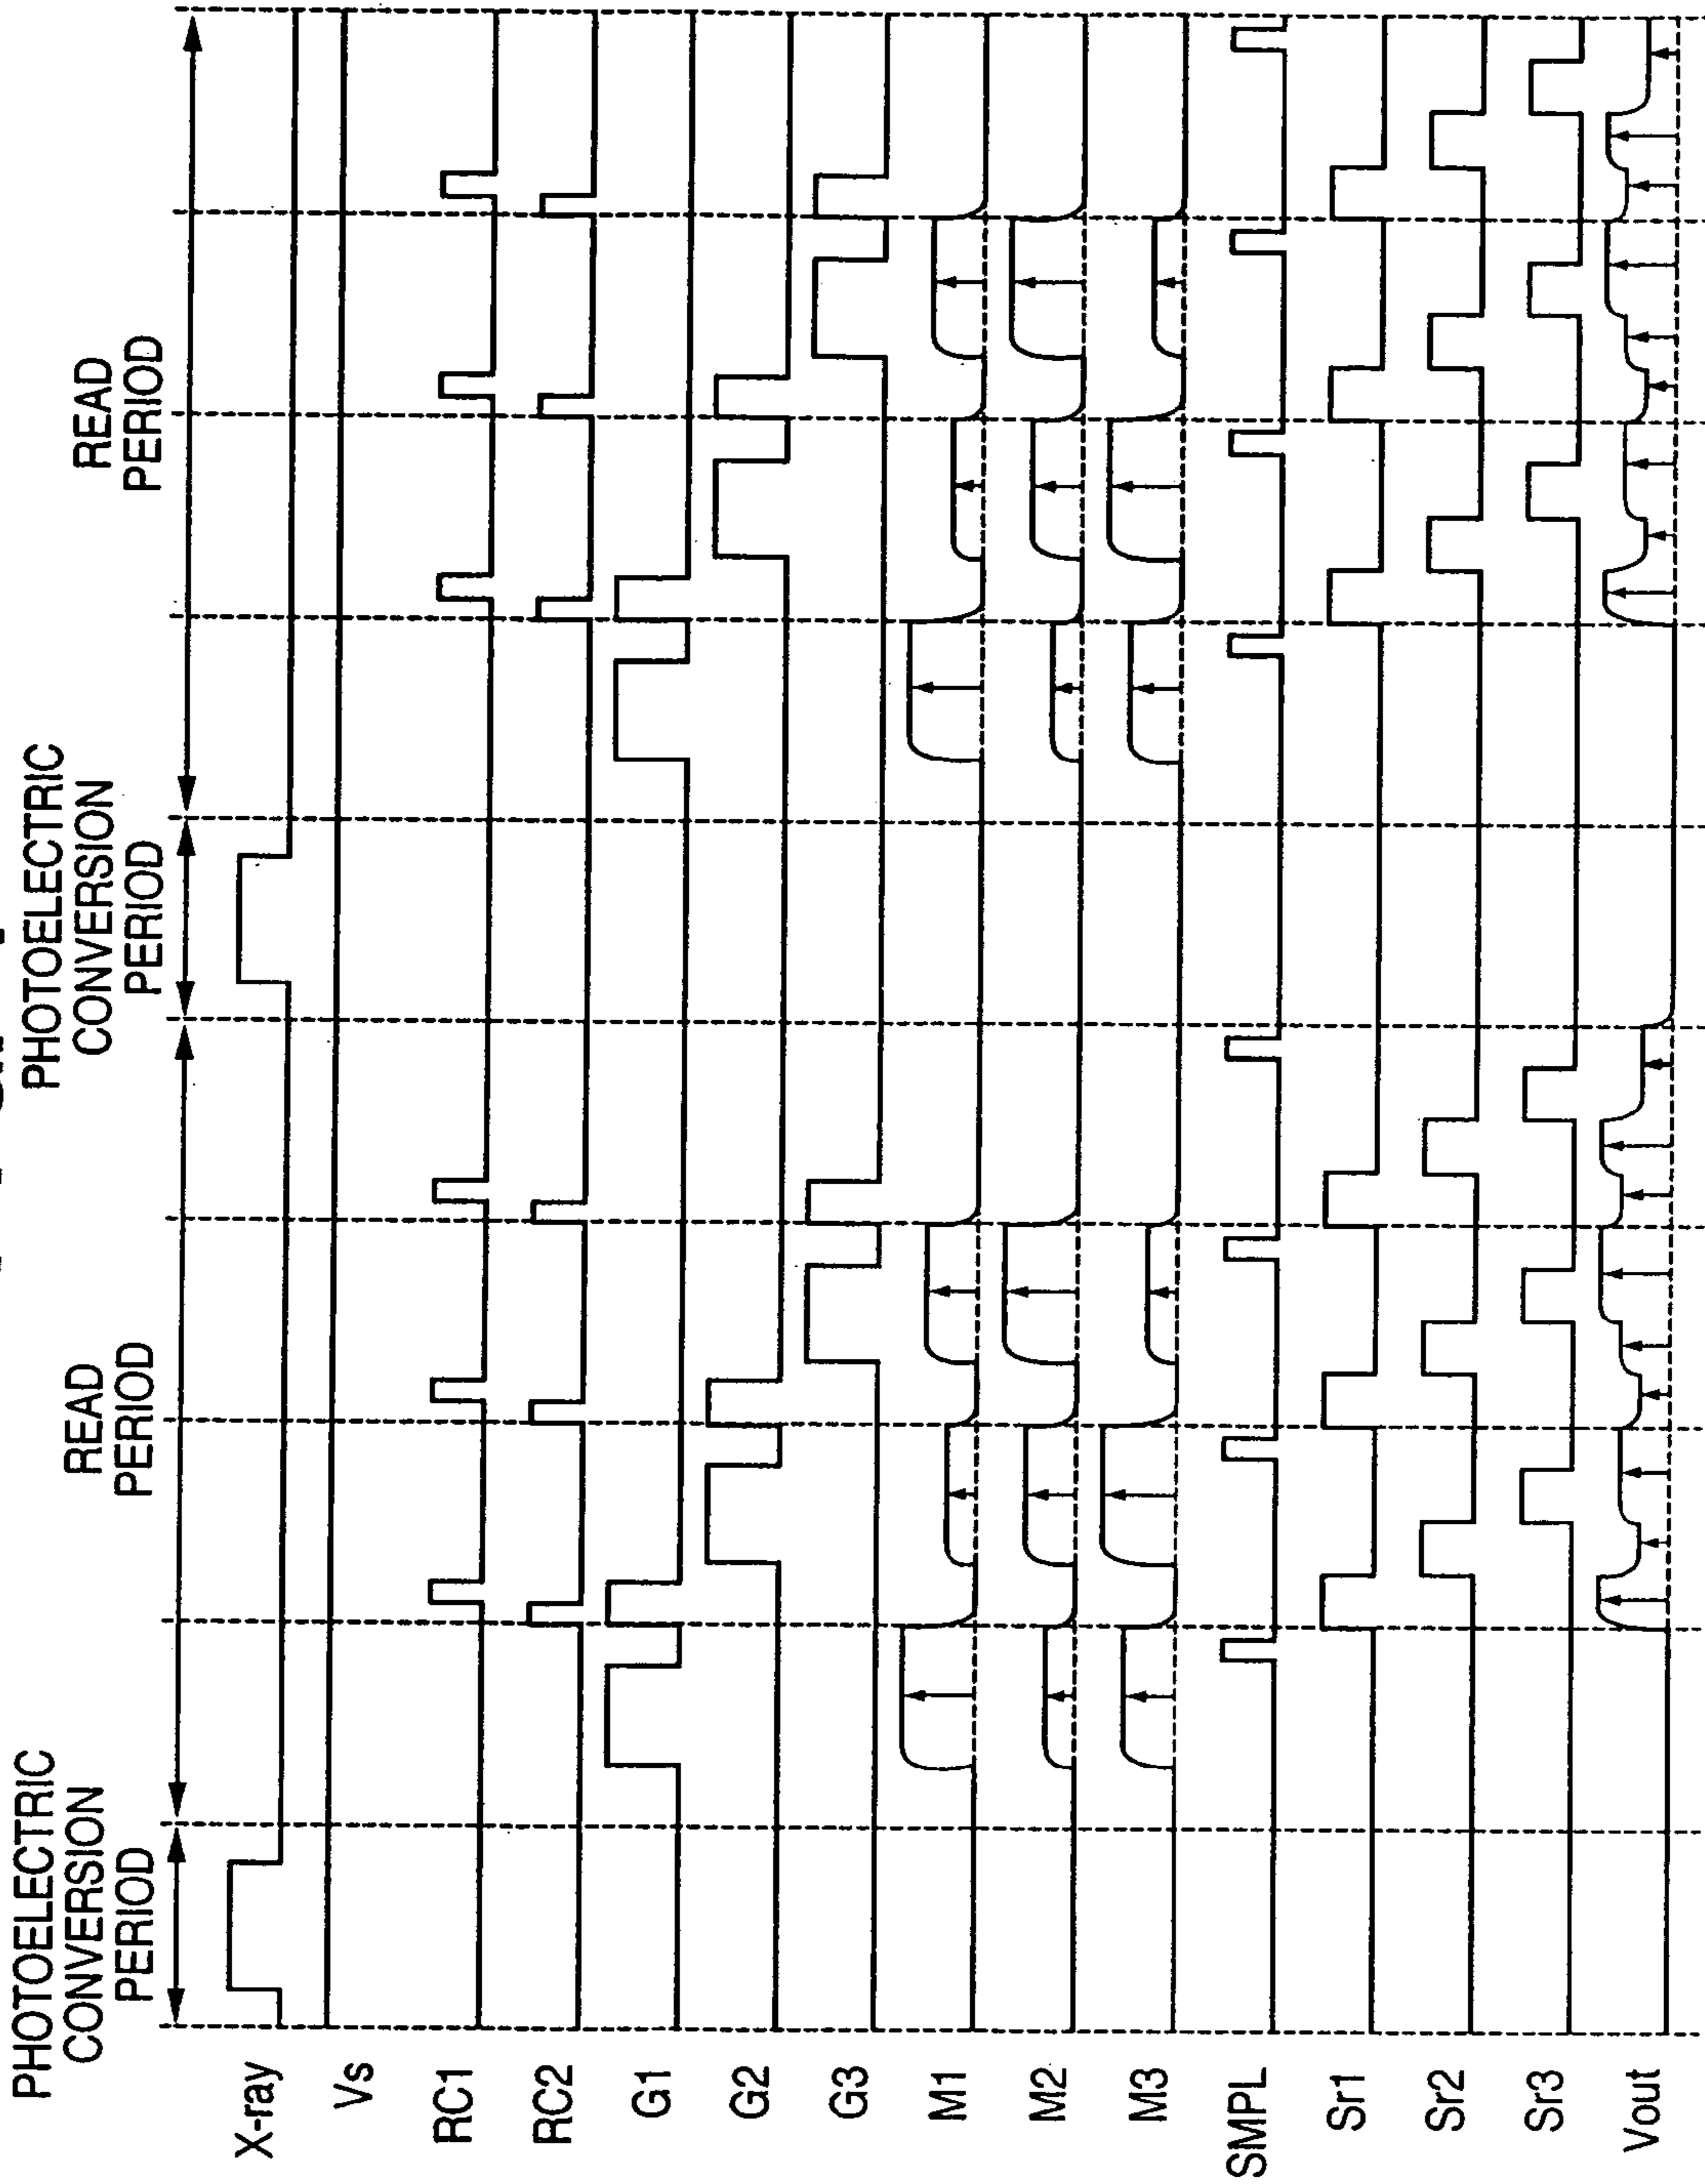 PHOTOELECTRIC
CONVERSION
PERIOD
READ
PERIOD
PHOTOELECTRIC
CONVERSION
PERIOD
READ
PERIOD
X-ray
Vs
RC1
RC2
G1
G2
G3
M1
M2
M3
SMPL
Sr1
Sr2
Sr3
Vout